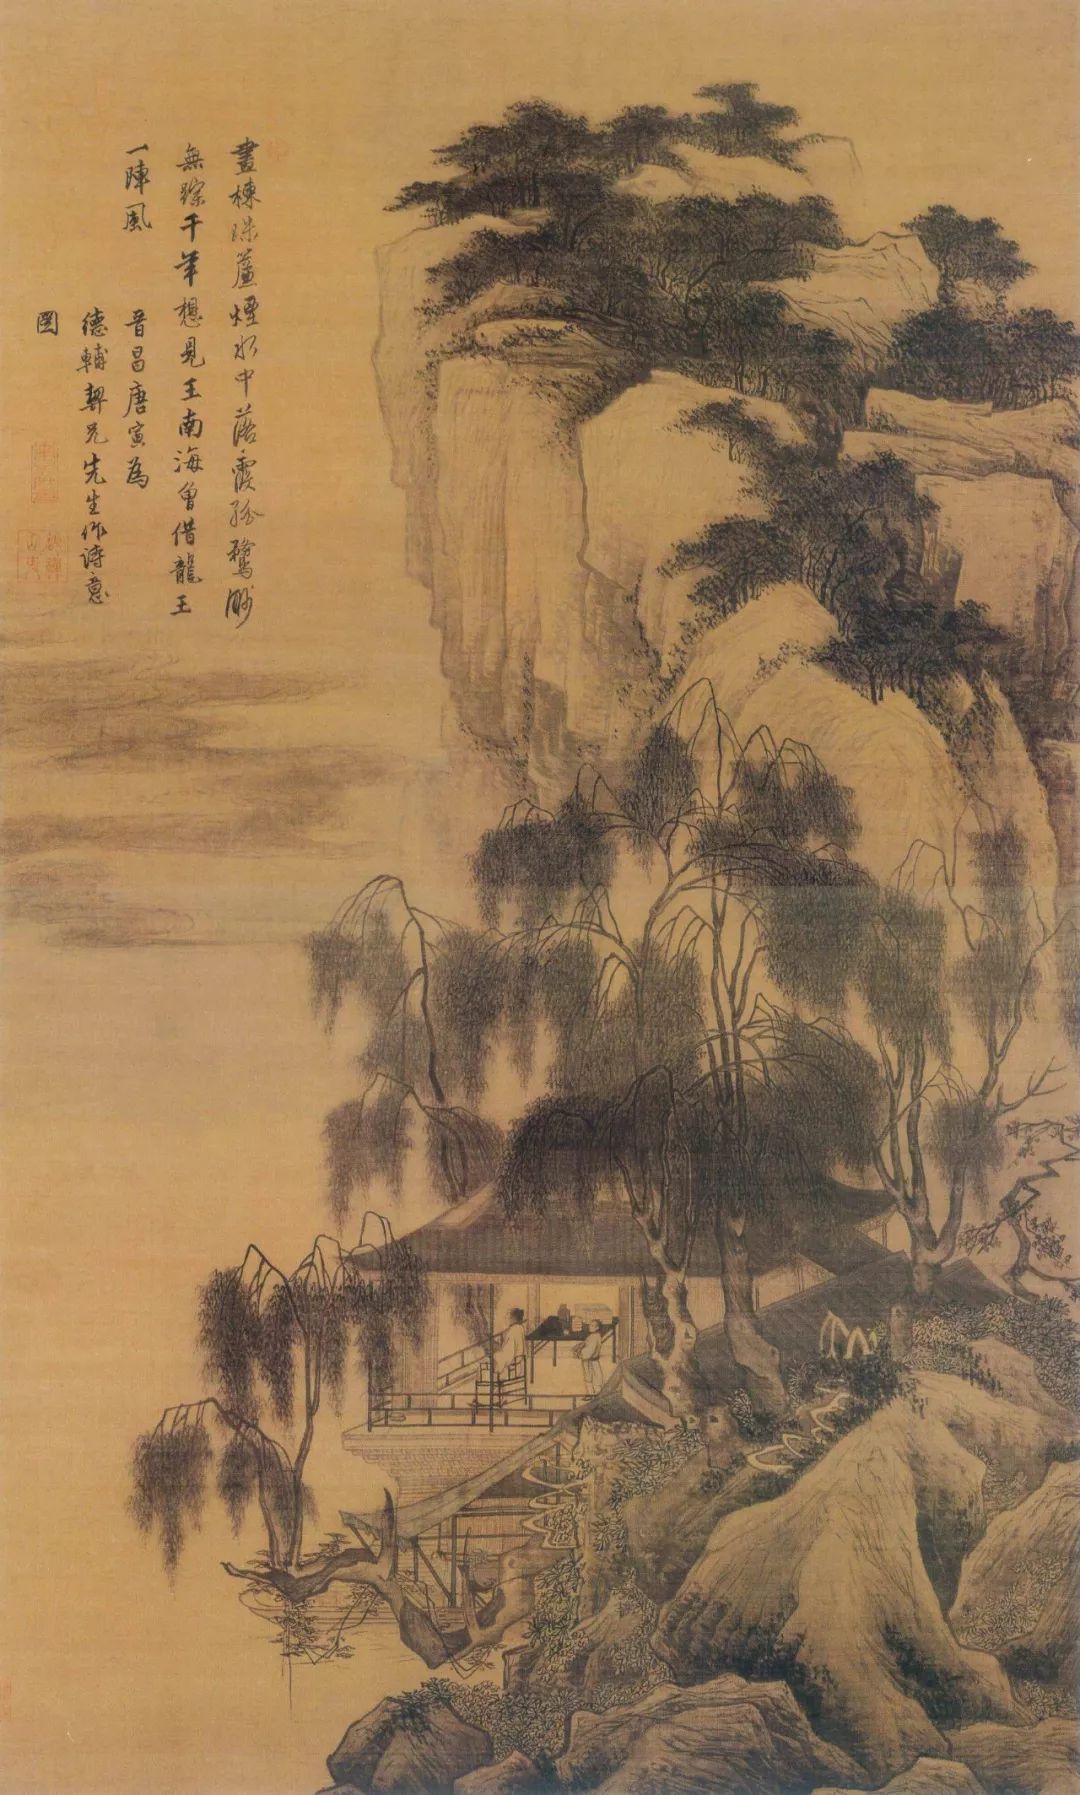 畫棟珠簾煙水中落霞孤鶩渺
無踪千年想見王南海曾借龍王
一陣風
晉昌唐寅為
德輔契兄先生作詩意
圖